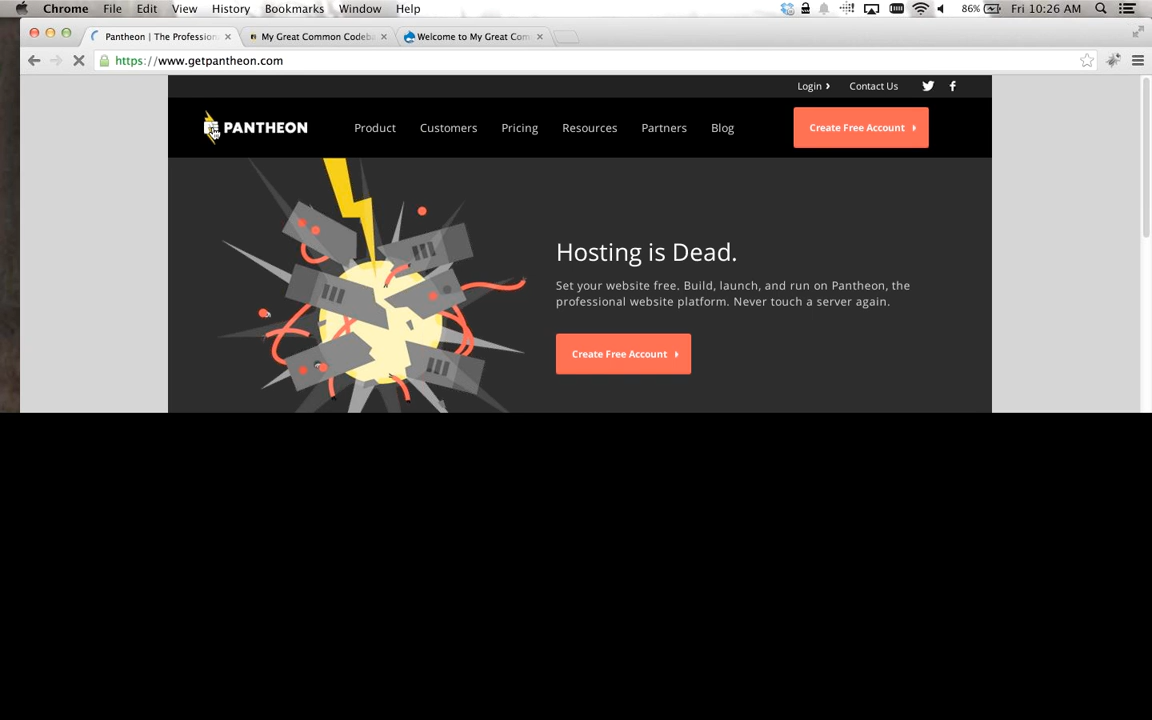 Chrome File Edit View History Bookmarks Window Help 86% Fri 10:26 AM
Pantheon | The Profession My Great Common Codeb Welcome to My Great Com
https://www.getpantheon.com
Login Contact Us
PANTHEON Product Customers Pricing Resources Partners Blog Create Free Account
Hosting is Dead.
Set your website free. Build, launch, and run on Pantheon, the
professional website platform. Never touch a server again.
Create Free Account